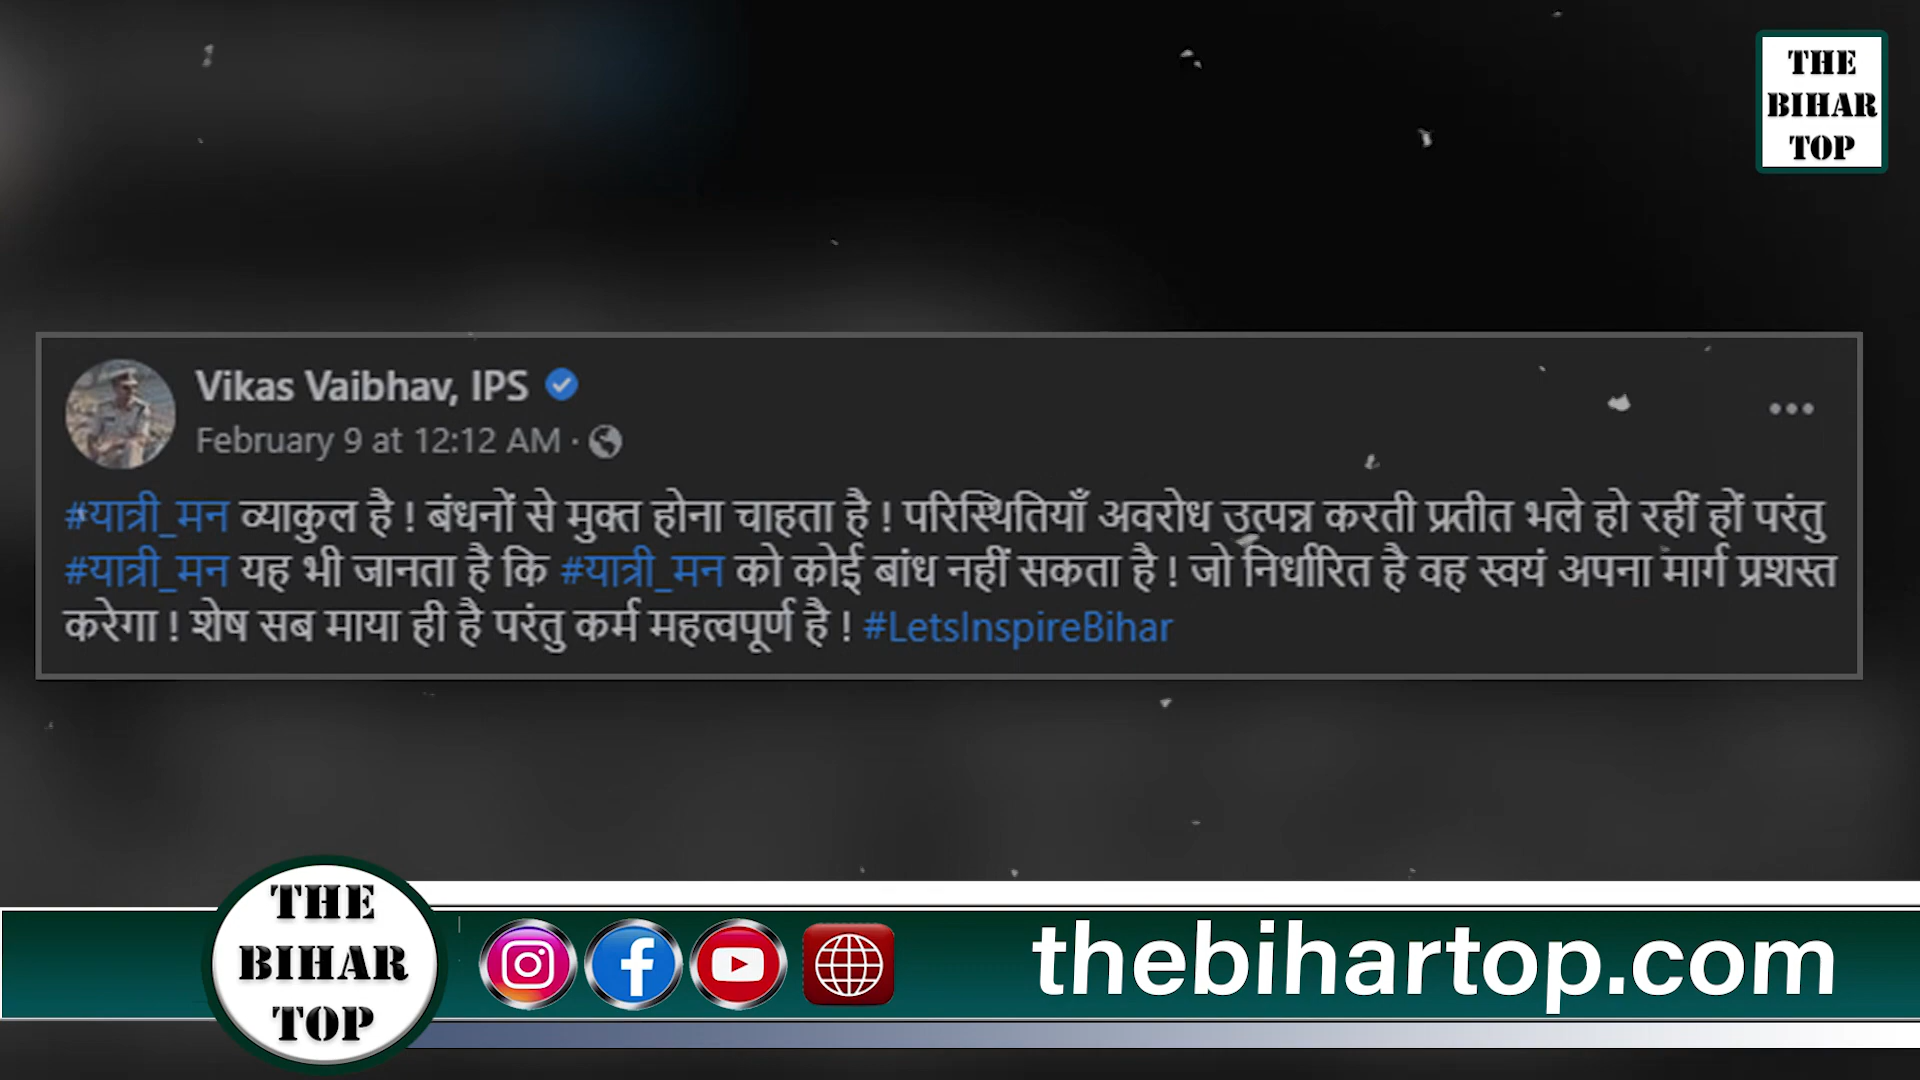 THE
BIHAR
TOP
Vikas Vaibhav, IPS
February 9 at 12:12 AM ·
#यात्री_मन व्याकुल है ! बंधनों से मुक्त होना चाहता है ! परिस्थितियाँ अवरोध उत्पन्न करती प्रतीत भले हो रहीं हों परंतु
#यात्री_मन यह भी जानता है कि #यात्री_मन को कोई बांध नहीं सकता है ! जो निर्धारित है वह स्वयं अपना मार्ग प्रशस्त
करेगा ! शेष सब माया ही है परंतु कर्म महत्वपूर्ण है ! #LetsInspireBihar
THE
BIHAR
TOP
thebihartop.com